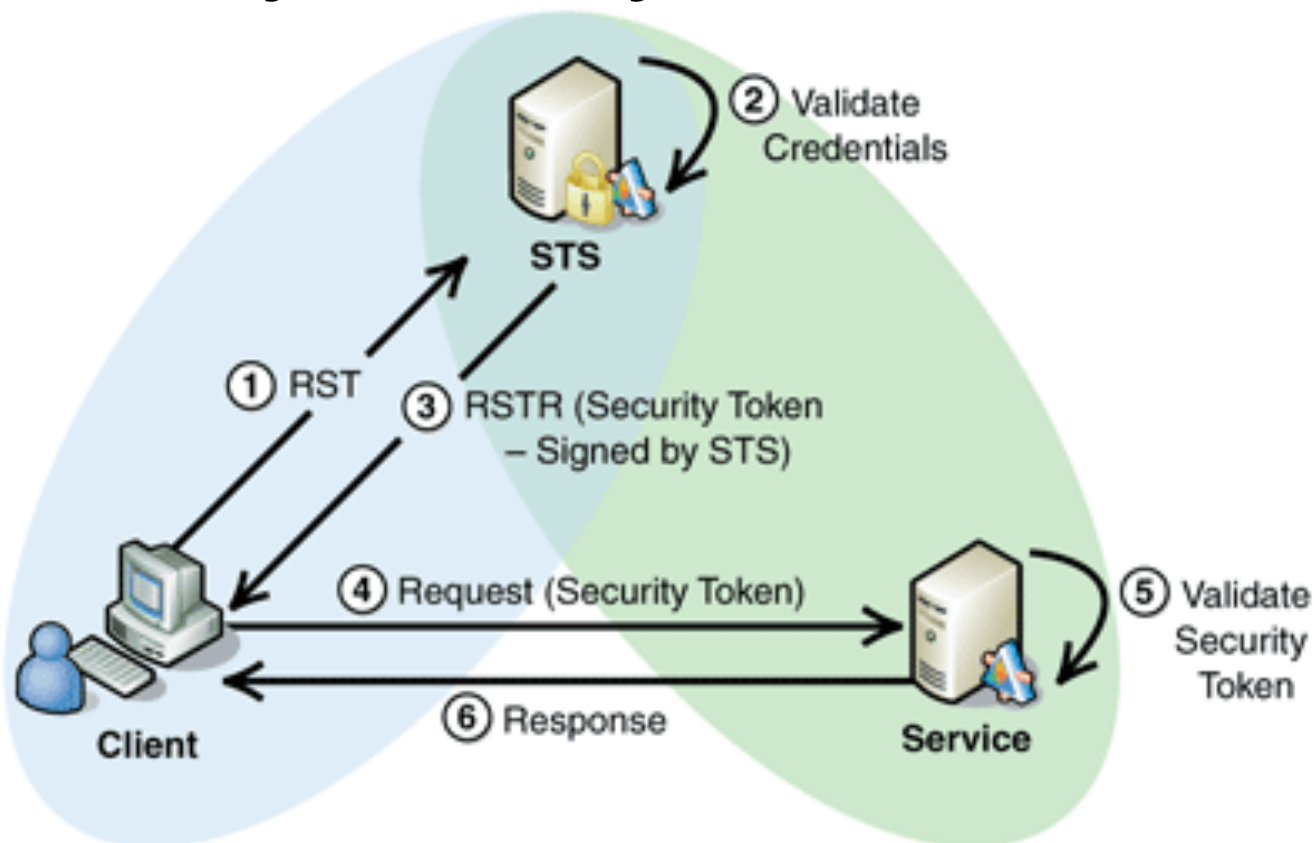 2 Validate
Credentials
STS
1 RST
3 RSTR (Security Token
– Signed by STS)
4 Request (Security Token)
5 Validate
Security
Token
6 Response
Client
Service